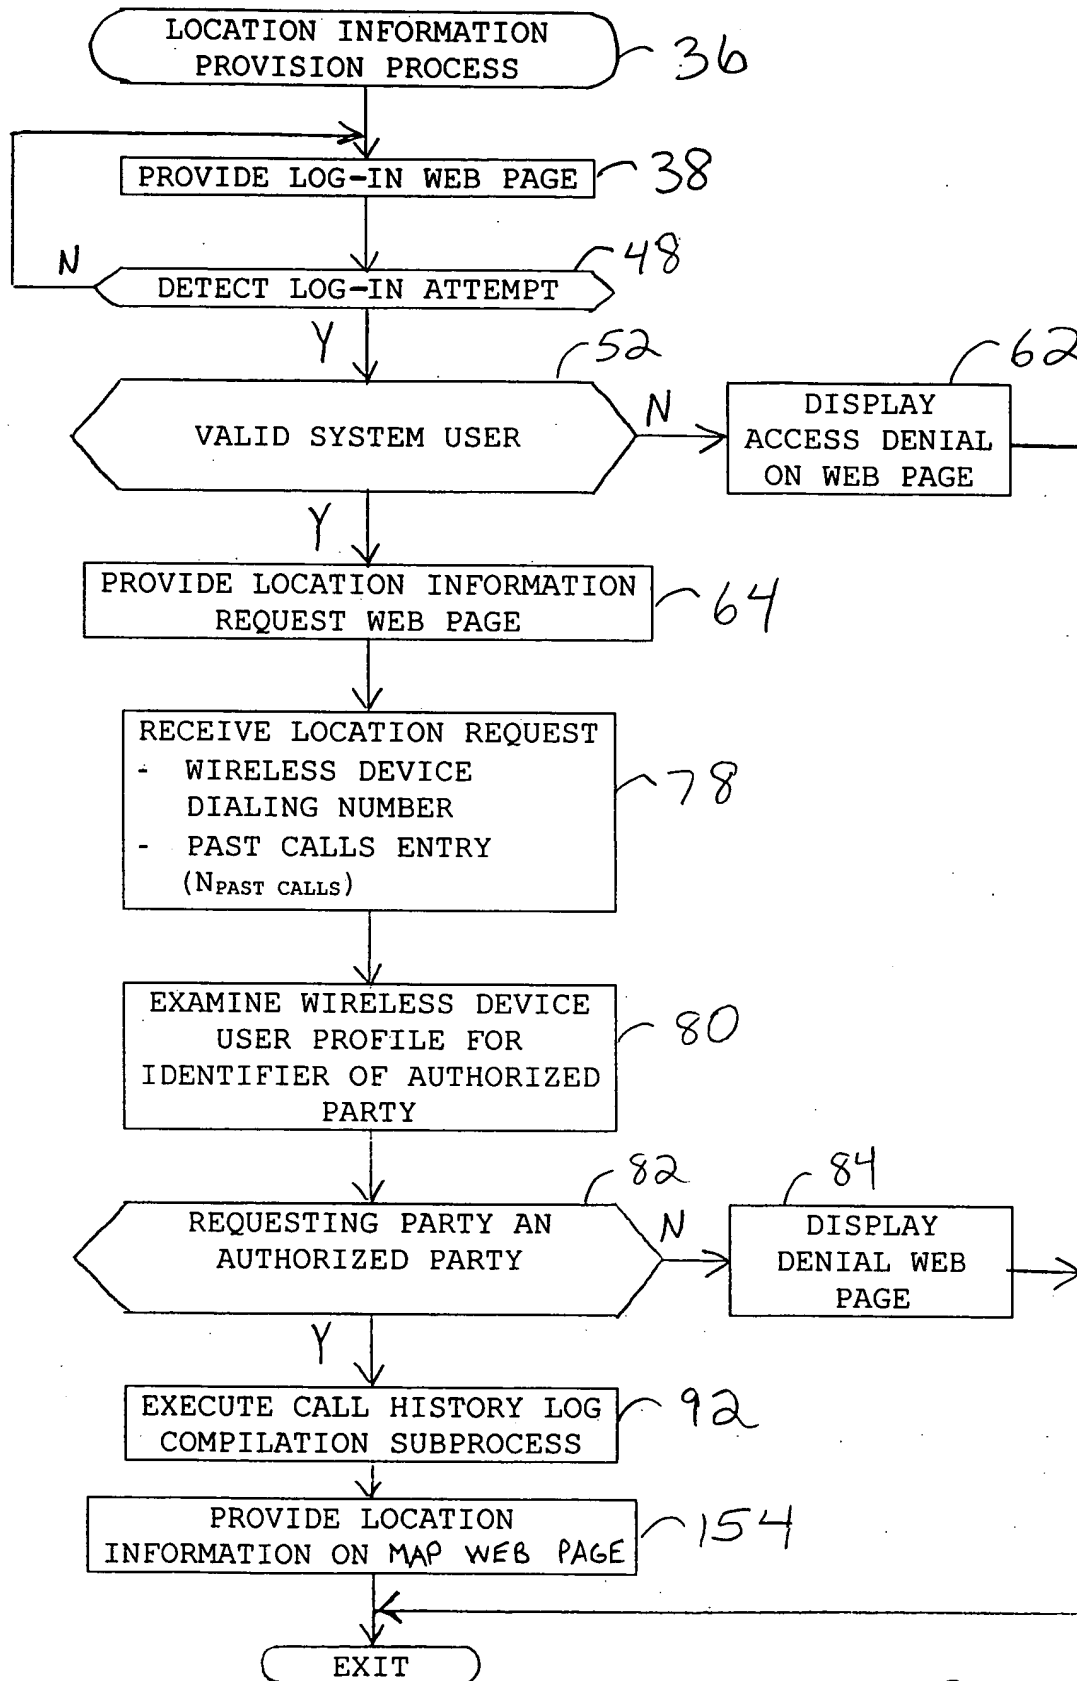 LOCATION INFORMATION
PROVISION PROCESS
36
PROVIDE LOG-IN WEB PAGE
38
N
48
DETECT LOG-IN ATTEMPT
Y
52
62
VALID SYSTEM USER
N
DISPLAY
ACCESS DENIAL
ON WEB PAGE
Y
PROVIDE LOCATION INFORMATION
REQUEST WEB PAGE
64
RECEIVE LOCATION REQUEST
- WIRELESS DEVICE
DIALING NUMBER
- PAST CALLS ENTRY
(NPAST CALLS)
78
EXAMINE WIRELESS DEVICE
USER PROFILE FOR
IDENTIFIER OF AUTHORIZED
PARTY
80
82
84
REQUESTING PARTY AN
AUTHORIZED PARTY
N
DISPLAY
DENIAL WEB
PAGE
Y
EXECUTE CALL HISTORY LOG
COMPILATION SUBPROCESS
92
PROVIDE LOCATION
INFORMATION ON MAP WEB PAGE
154
EXIT